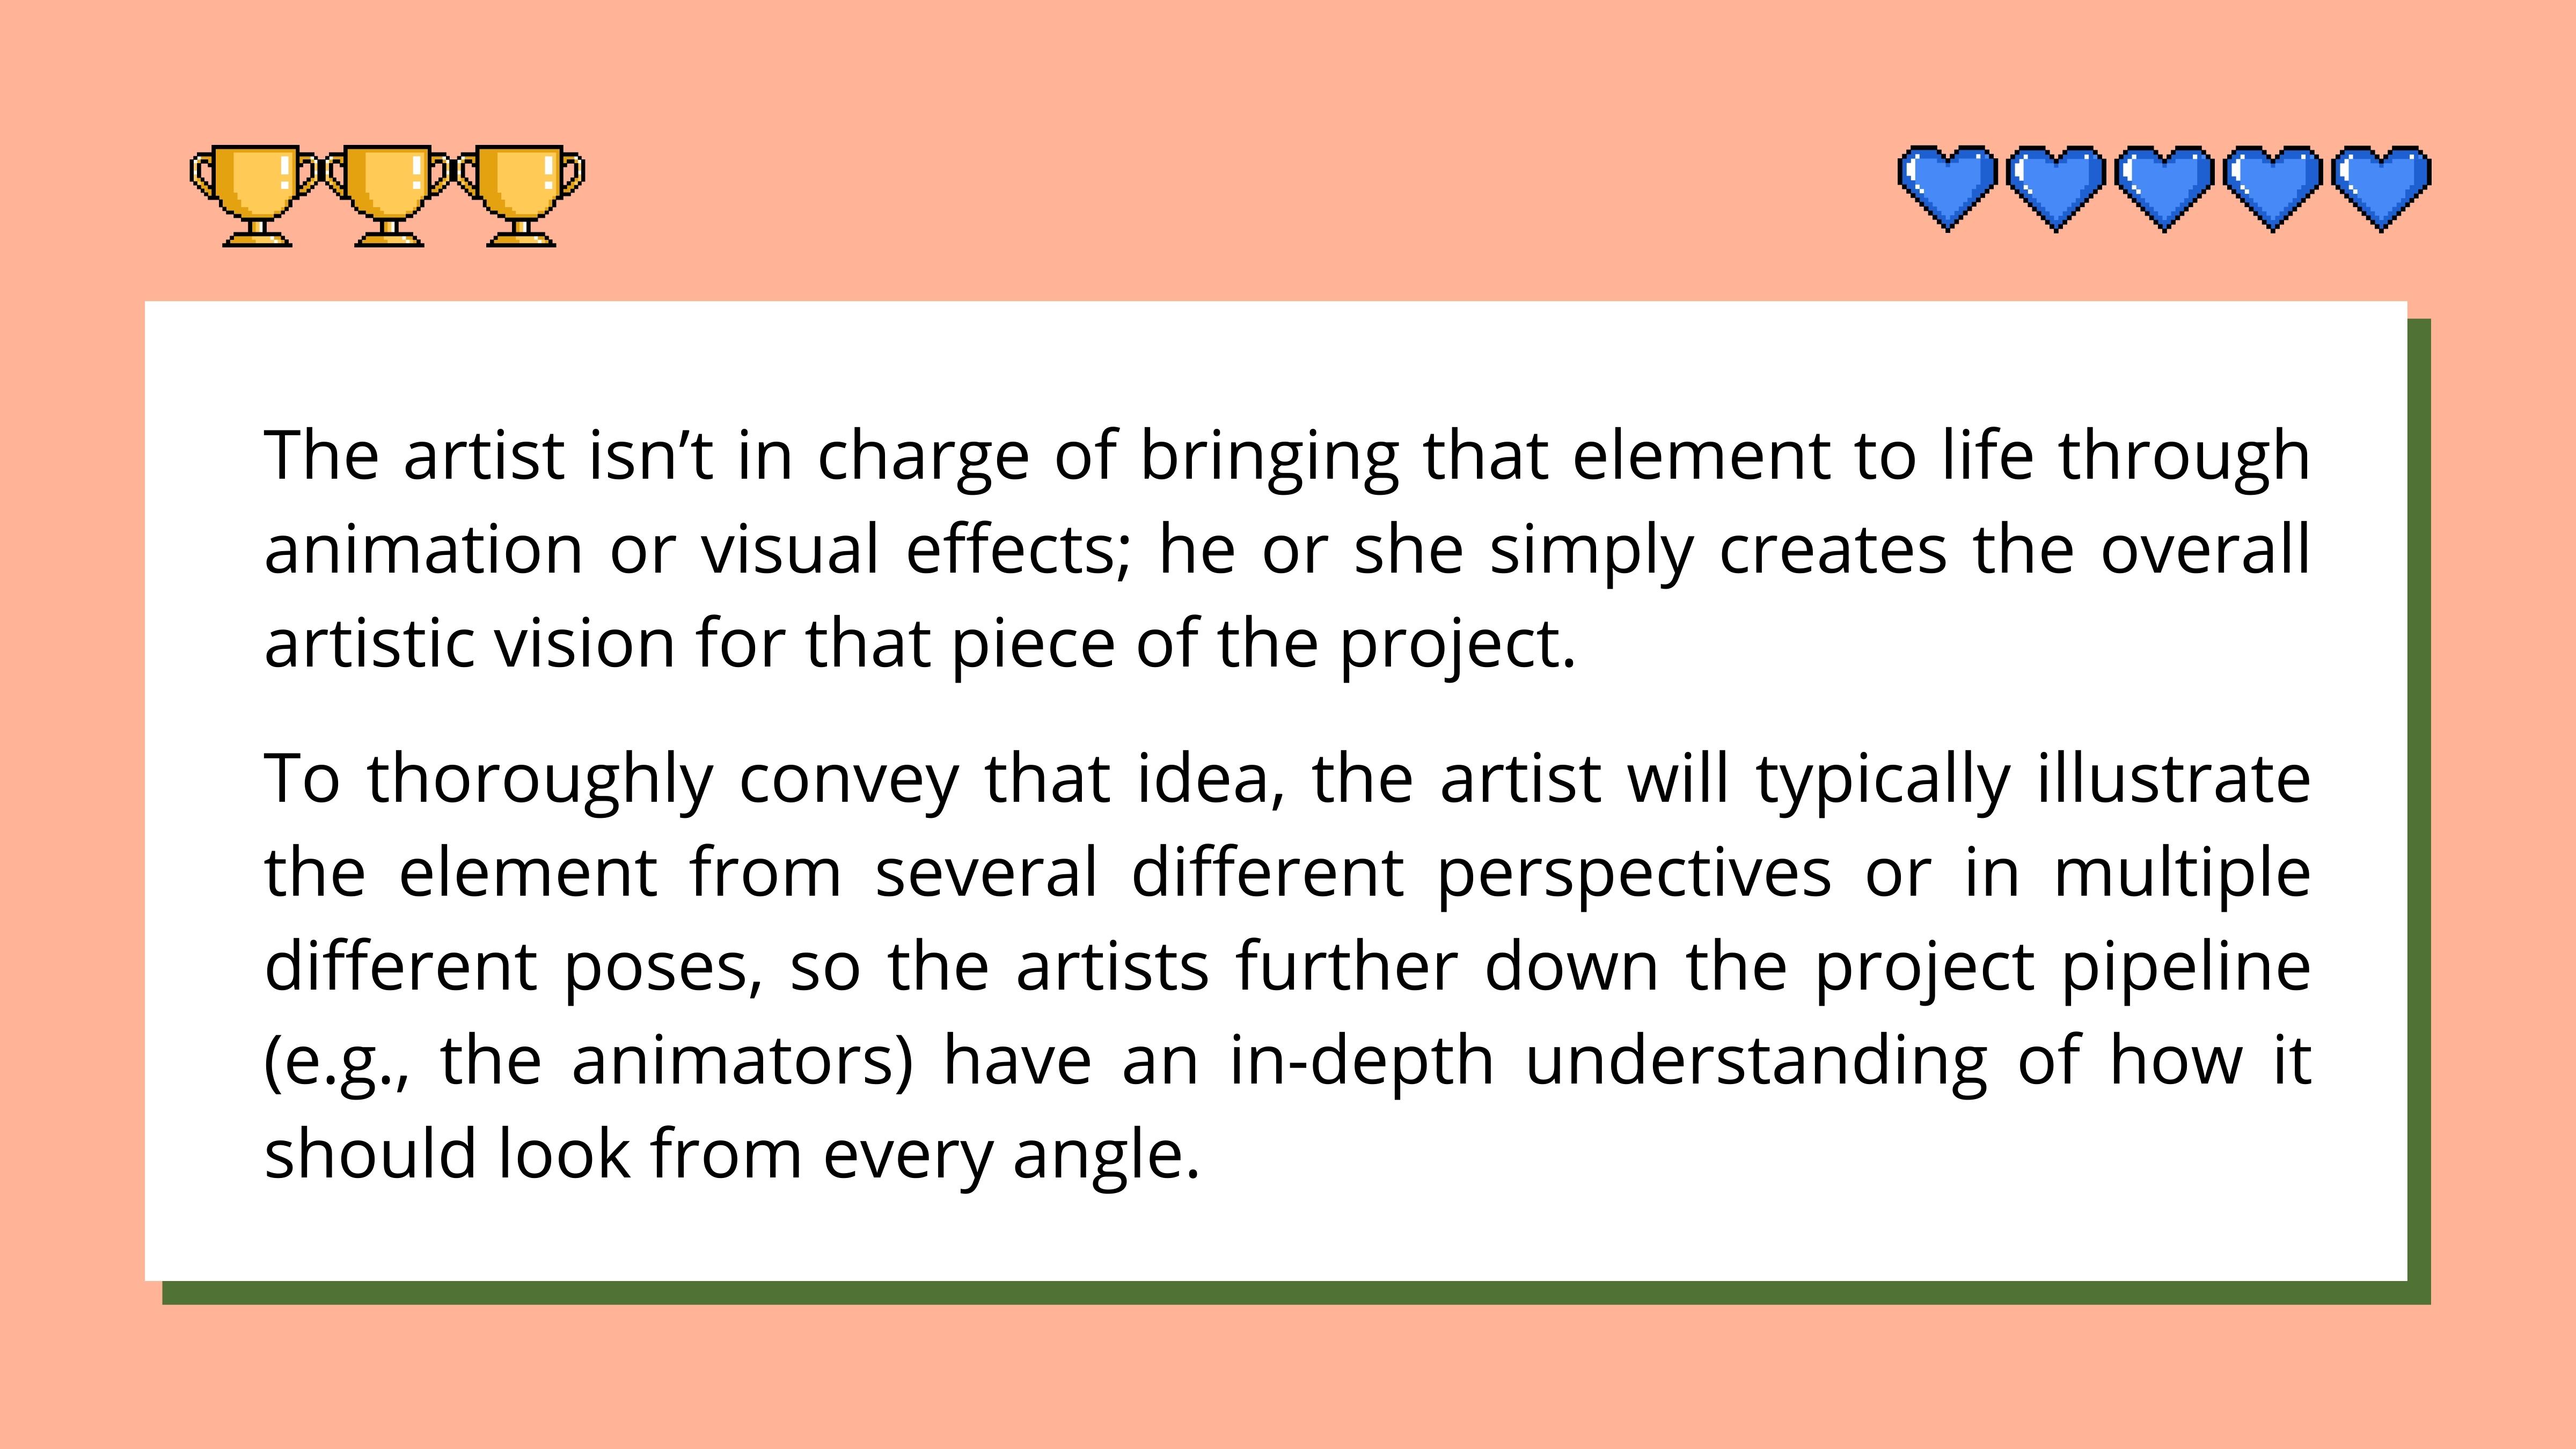 The artist isn’t in charge of bringing that element to life through
animation or visual effects; he or she simply creates the overall
artistic vision for that piece of the project.
To thoroughly convey that idea, the artist will typically illustrate
the element from several different perspectives or in multiple
different poses, so the artists further down the project pipeline
(e.g., the animators) have an in-depth understanding of how it
should look from every angle.